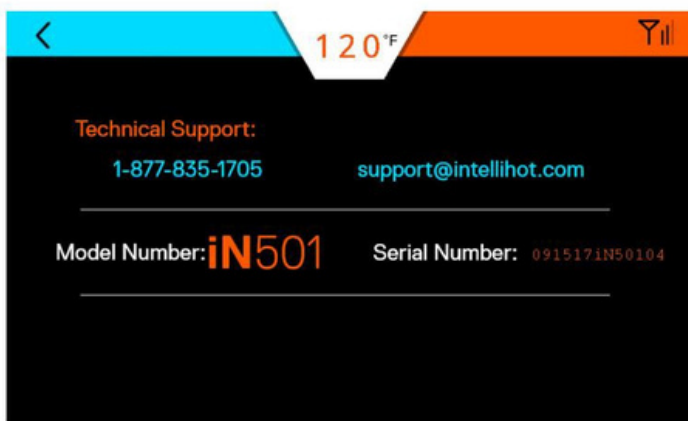 120°F
Technical Support:
1-877-835-1705 support@intellihot.com
Model Number: iN501 Serial Number: 091517iN50104